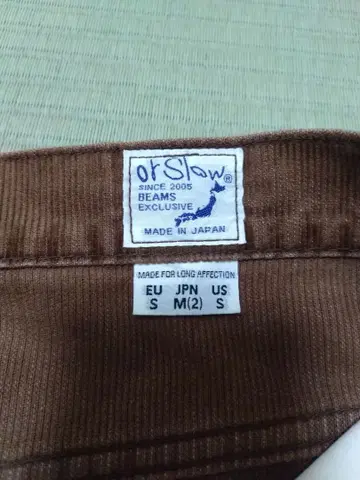 orSlow®
SINCE 2005
BEAMS
EXCLUSIVE
MADE IN JAPAN
MADE FOR LONG AFFECTION
EU JPN US
S M(2) S